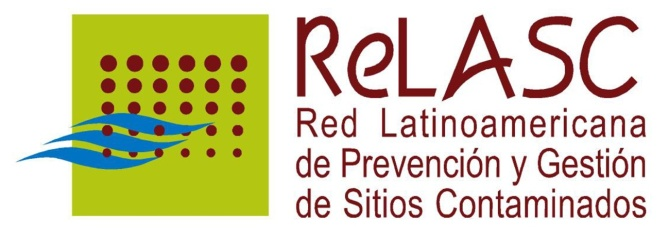 ReLASC
Red Latinoamericana
de Prevención y Gestión
de Sitios Contaminados